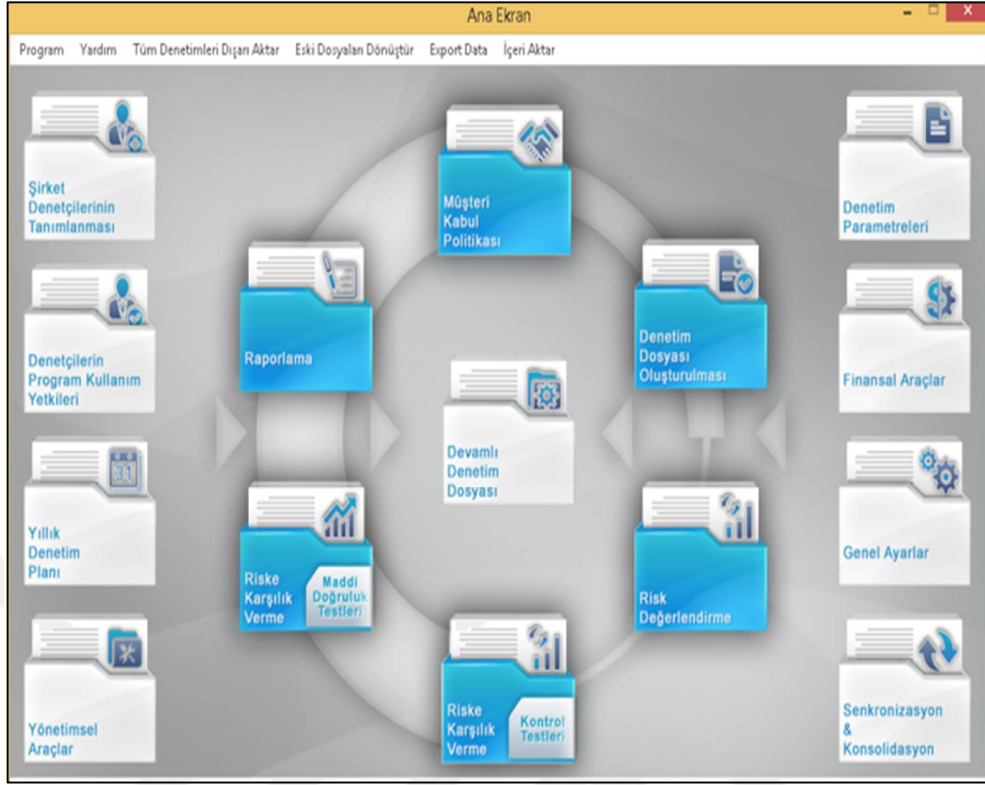 Ana Ekran
Program Yardım Tüm Denetimleri Dışarı Aktar Eski Dosyaları Dönüştür Export Data İçeri Aktar
Şirket
Denetçilerinin
Tanımlanması
Müşteri
Kabul
Politikası
Denetim
Parametreleri
Raporlama
Denetim
Dosyası
Oluşturulması
Denetçilerin
Program Kullanım
Yetkileri
Finansal Araçlar
Devamlı
Denetim
Dosyası
31
Yıllık
Denetim
Planı
Riske
Karşılık
Verme
Maddi
Doğruluk
Testleri
Risk
Değerlendirme
Genel Ayarlar
Yönetimsel
Araçlar
Riske
Karşılık
Verme
Kontrol
Testleri
Senkronizasyon
&
Konsolidasyon